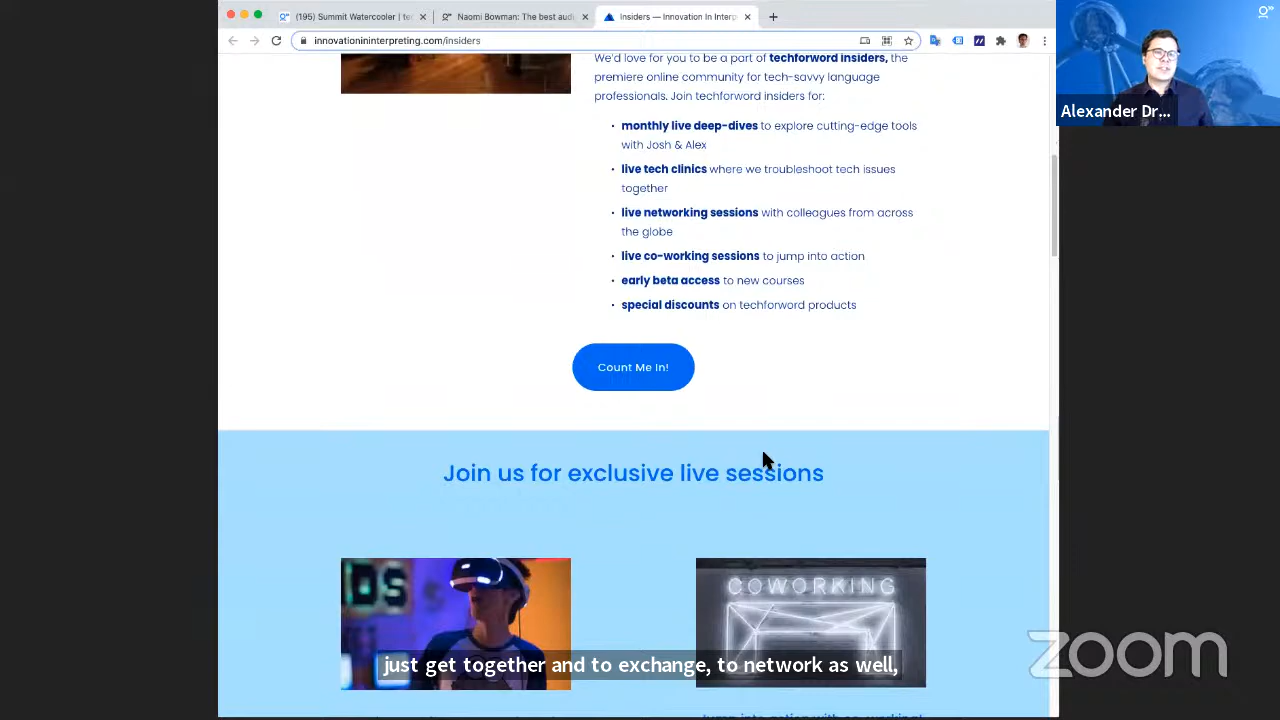 (195) Summit Watercooler | te
Naomi Bowman: The best aud
Insiders — Innovation In Interp
innovationininterpreting.com/insiders
We'd love for you to be a part of techforword insiders, the
premiere online community for tech-savvy language
professionals. Join techforword insiders for:
• monthly live deep-dives to explore cutting-edge tools
with Josh & Alex
• live tech clinics where we troubleshoot tech issues
together
• live networking sessions with colleagues from across
the globe
• live co-working sessions to jump into action
• early beta access to new courses
• special discounts on techforword products
Count Me In!
Join us for exclusive live sessions
COWORKING
just get together and to exchange, to network as well,
Alexander Dr...
zoom